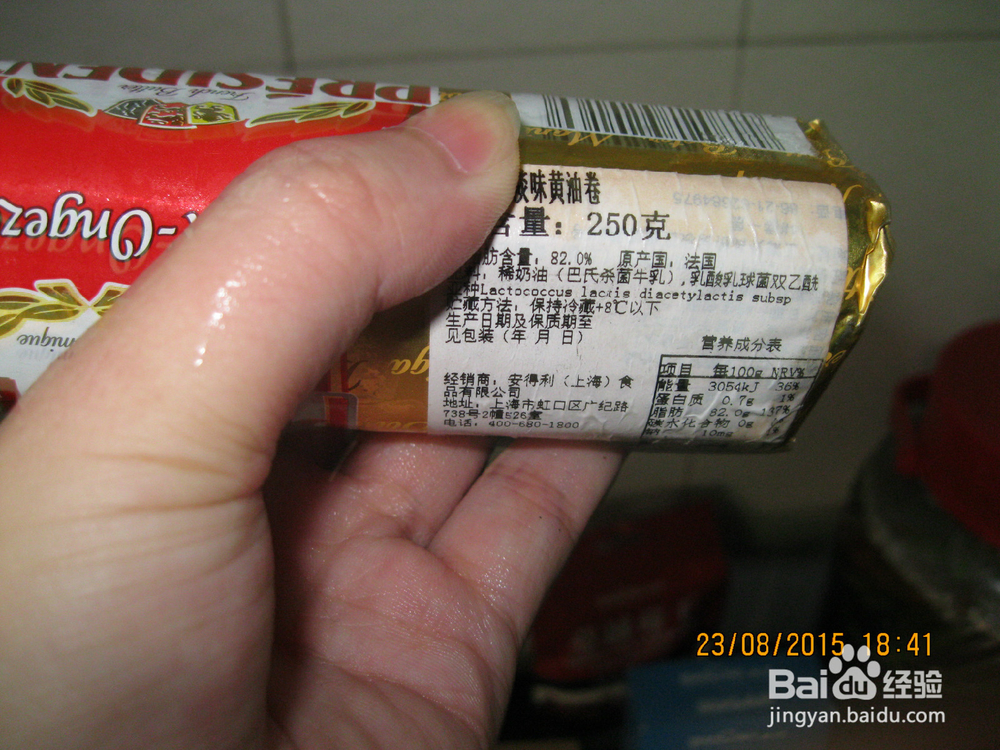 PRÉSIDEN
French Butter
-Ongez
味黄油卷
含量：250克
肪含量：82.0% 原产国：法国
料：稀奶油（巴氏杀菌牛乳）,乳酸乳球菌双乙酰
亚种Lactococcus lactis diacetylactis subsp
贮藏方法：保持冷藏+8℃以下
生产日期及保质期至
见包装（年 月 日）
经销商：安得利（上海）食
品有限公司
地址：上海市虹口区广纪路
738号2幢526室
电话：400-680-1800
营养成分表
项目 每100g NRV%
能量 3054kJ 36%
蛋白质 0.7g 1%
脂肪 82.0g 137%
碳水化合物 0g
10mg
23/08/2015 18:41
Baidu经验
jingyan.baidu.com